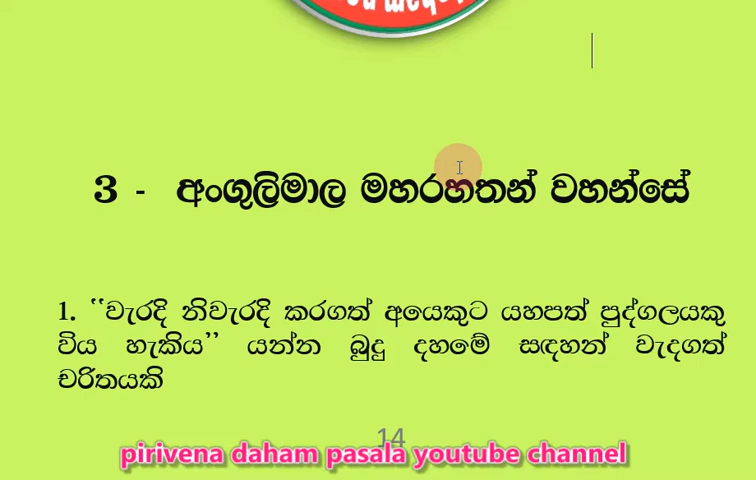 3 - අංගුලිමාල මහරහතන් වහන්සේ
1. ‘‘වැරදි නිවැරදි කරගත් අයෙකුට යහපත් පුද්ගලයකු
විය හැකිය’’ යන්න බුදු දහමේ සඳහන් වැදගත්
චරිතයකි
14
pirivena daham pasala youtube channel